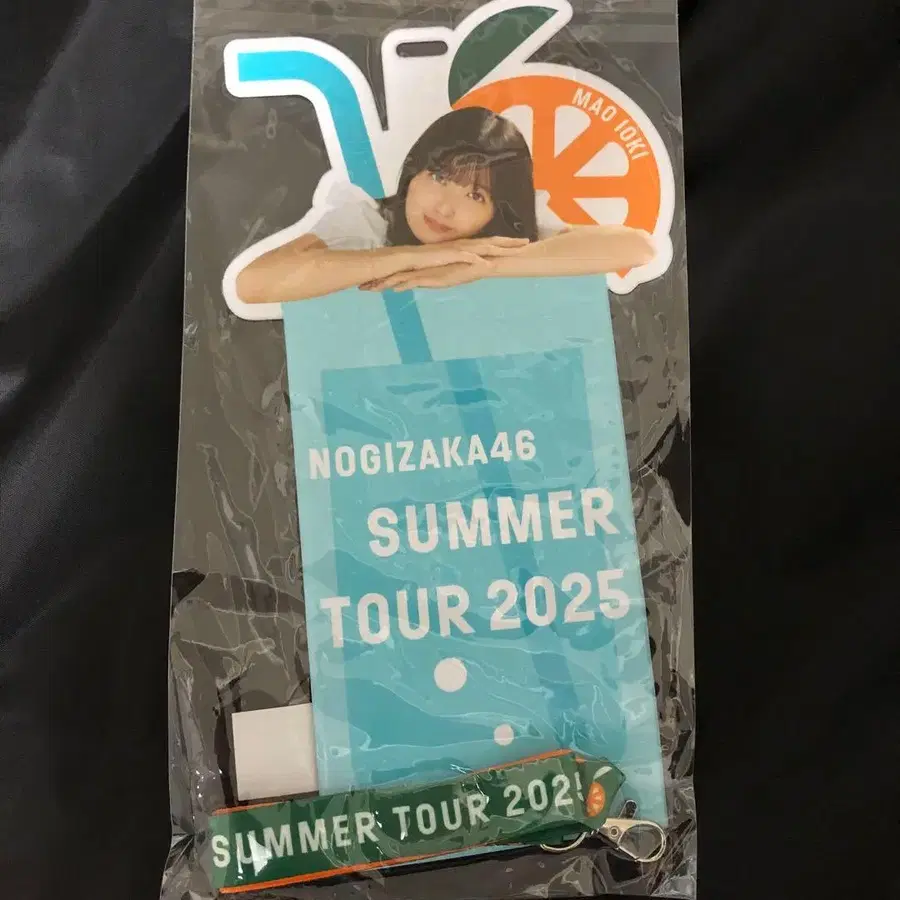 MAO IOKI
NOGIZAKA46
SUMMER
TOUR 2025
SUMMER TOUR 202